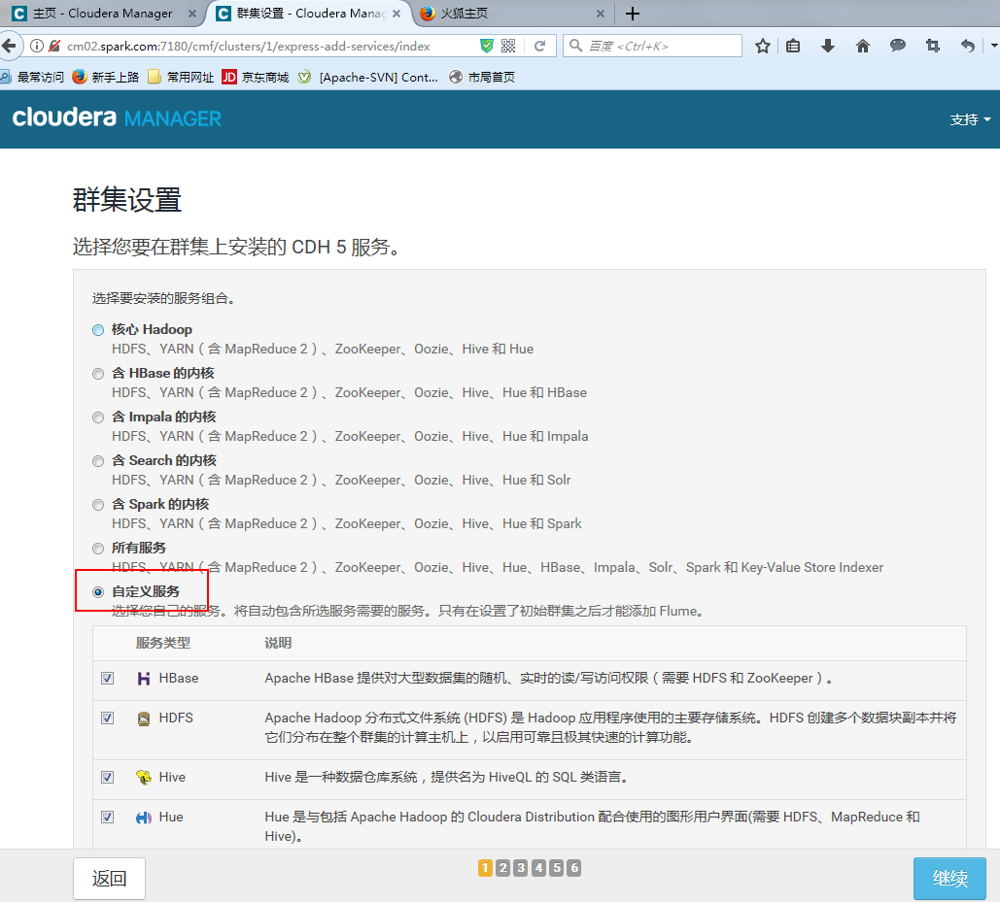 主页 - Cloudera Manager
群集设置 - Cloudera Manag
火狐主页
cm02.spark.com:7180/cmf/clusters/1/express-add-services/index
百度 <Ctrl+K>
最常访问 新手上路 常用网址 JD 京东商城 [Apache-SVN] Cont... 市局首页
cloudera MANAGER
支持
群集设置
选择您要在群集上安装的 CDH 5 服务。
选择要安装的服务组合。
核心 Hadoop
HDFS、YARN（含 MapReduce 2）、ZooKeeper、Oozie、Hive 和 Hue
含 HBase 的内核
HDFS、YARN（含 MapReduce 2）、ZooKeeper、Oozie、Hive、Hue 和 HBase
含 Impala 的内核
HDFS、YARN（含 MapReduce 2）、ZooKeeper、Oozie、Hive、Hue 和 Impala
含 Search 的内核
HDFS、YARN（含 MapReduce 2）、ZooKeeper、Oozie、Hive、Hue 和 Solr
含 Spark 的内核
HDFS、YARN（含 MapReduce 2）、ZooKeeper、Oozie、Hive、Hue 和 Spark
所有服务
HDFS、YARN（含 MapReduce 2）、ZooKeeper、Oozie、Hive、Hue、HBase、Impala、Solr、Spark 和 Key-Value Store Indexer
自定义服务
选择您自己的服务。将自动包含所选服务需要的服务。只有在设置了初始群集之后才能添加 Flume。
服务类型 说明
HBase Apache HBase 提供对大型数据集的随机、实时的读/写访问权限（需要 HDFS 和 ZooKeeper）。
HDFS Apache Hadoop 分布式文件系统 (HDFS) 是 Hadoop 应用程序使用的主要存储系统。HDFS 创建多个数据块副本并将
它们分布在整个群集的计算主机上，以启用可靠且极其快速的计算功能。
Hive Hive 是一种数据仓库系统，提供名为 HiveQL 的 SQL 类语言。
Hue Hue 是与包括 Apache Hadoop 的 Cloudera Distribution 配合使用的图形用户界面(需要 HDFS、MapReduce 和
Hive)。
返回 1 2 3 4 5 6 继续